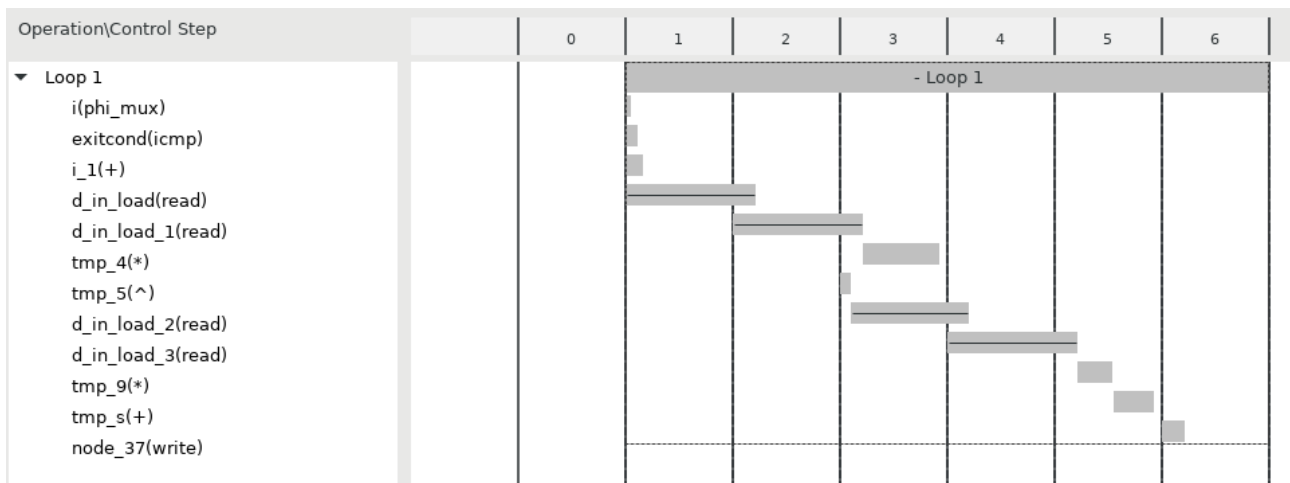 Operation\Control Step
0 1 2 3 4 5 6
Loop 1
- Loop 1
i(phi_mux)
exitcond(icmp)
i_1(+)
d_in_load(read)
d_in_load_1(read)
tmp_4(*)
tmp_5(^)
d_in_load_2(read)
d_in_load_3(read)
tmp_9(*)
tmp_s(+)
node_37(write)